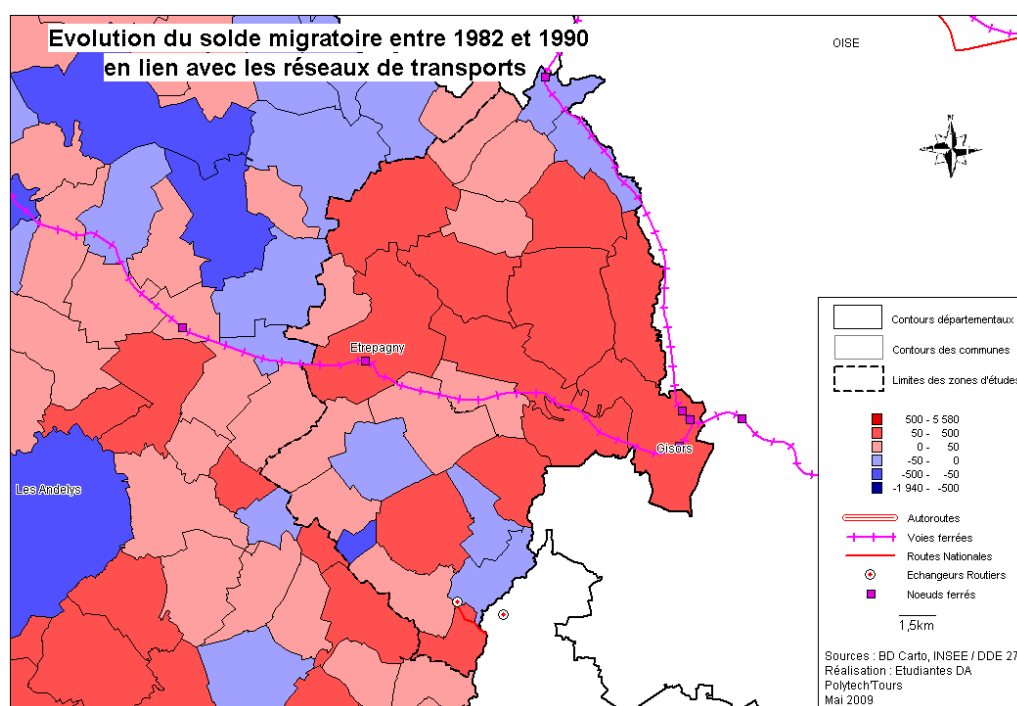 Evolution du solde migratoire entre 1982 et 1990
en lien avec les réseaux de transports
OISE
Etrepagny
Gisors
Les Andelys
Contours départementaux
Contours des communes
Limites des zones d'études
500 - 5 580
50 - 500
0 - 50
-50 - 0
-500 - -50
-1 940 - -500
Autoroutes
Voies ferrées
Routes Nationales
Echangeurs Routiers
Noeuds ferrés
1,5km
Sources : BD Carto, INSEE / DDE 27
Réalisation : Etudiantes DA
Polytech'Tours
Mai 2009